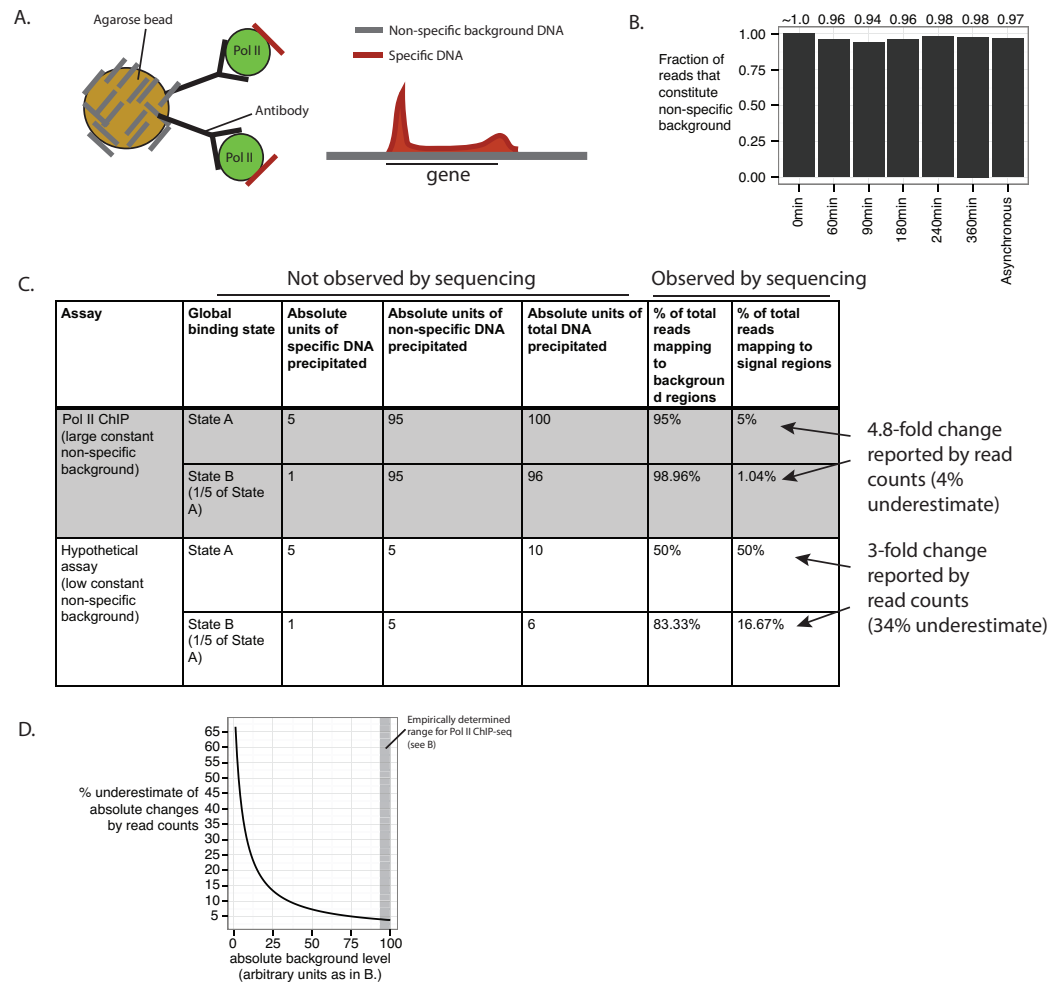 A.
Agarose bead
Pol II
Antibody
Pol II
Non-specific background DNA
Specific DNA
gene
B.
~1.0 0.96 0.94 0.96 0.98 0.98 0.97
Fraction of
reads that
constitute
non-specific
background
1.00
0.75
0.50
0.25
0.00
0min
60min
90min
180min
240min
360min
Asynchronous
C.
Not observed by sequencing
Observed by sequencing
Assay
Global
binding state
Absolute
units of
specific DNA
precipitated
Absolute units of
non-specific DNA
precipitated
Absolute units of
total DNA
precipitated
% of total
reads
mapping
to
backgroun
d regions
% of total
reads
mapping to
signal regions
Pol II ChIP
(large constant
non-specific
background)
State A
5
95
100
95%
5%
State B
(1/5 of State
A)
1
95
96
98.96%
1.04%
4.8-fold change
reported by read
counts (4%
underestimate)
Hypothetical
assay
(low constant
non-specific
background)
State A
5
5
10
50%
50%
State B
(1/5 of State
A)
1
5
6
83.33%
16.67%
3-fold change
reported by
read counts
(34% underestimate)
D.
% underestimate of
absolute changes
by read counts
65
60
55
50
45
40
35
30
25
20
15
10
5
0 25 50 75 100
absolute background level
(arbitrary units as in B.)
Empirically determined
range for Pol II ChIP-seq
(see B)